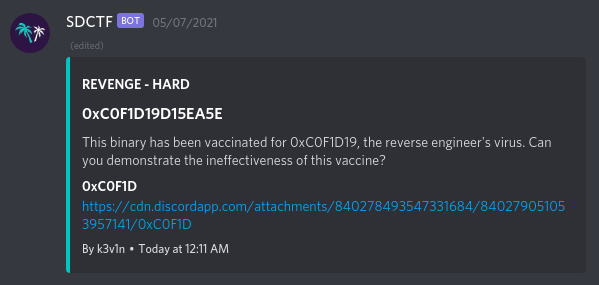 SDCTF BOT 05/07/2021
(edited)
REVENGE - HARD
0xC0F1D19D15EA5E
This binary has been vaccinated for 0xC0F1D19, the reverse engineer's virus. Can
you demonstrate the ineffectiveness of this vaccine?
0xC0F1D
https://cdn.discordapp.com/attachments/840278493547331684/84027905105
3957141/0xC0F1D
By k3v1n • Today at 12:11 AM